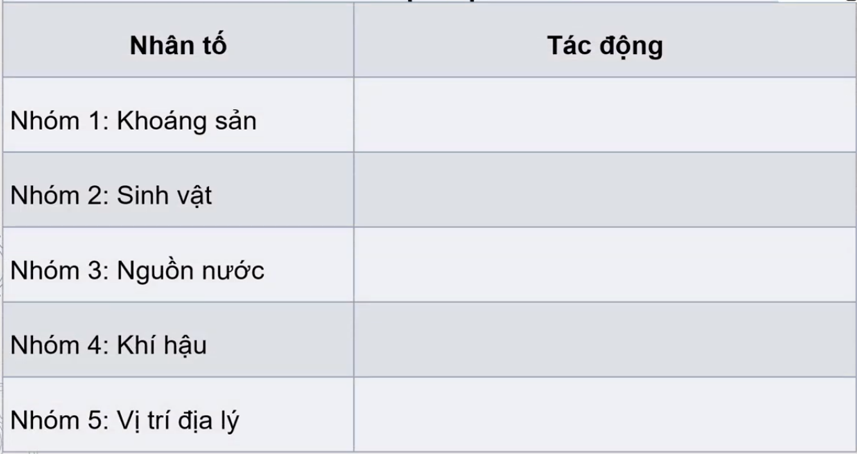 Nhân tố
Tác động
Nhóm 1: Khoáng sản
Nhóm 2: Sinh vật
Nhóm 3: Nguồn nước
Nhóm 4: Khí hậu
Nhóm 5: Vị trí địa lý